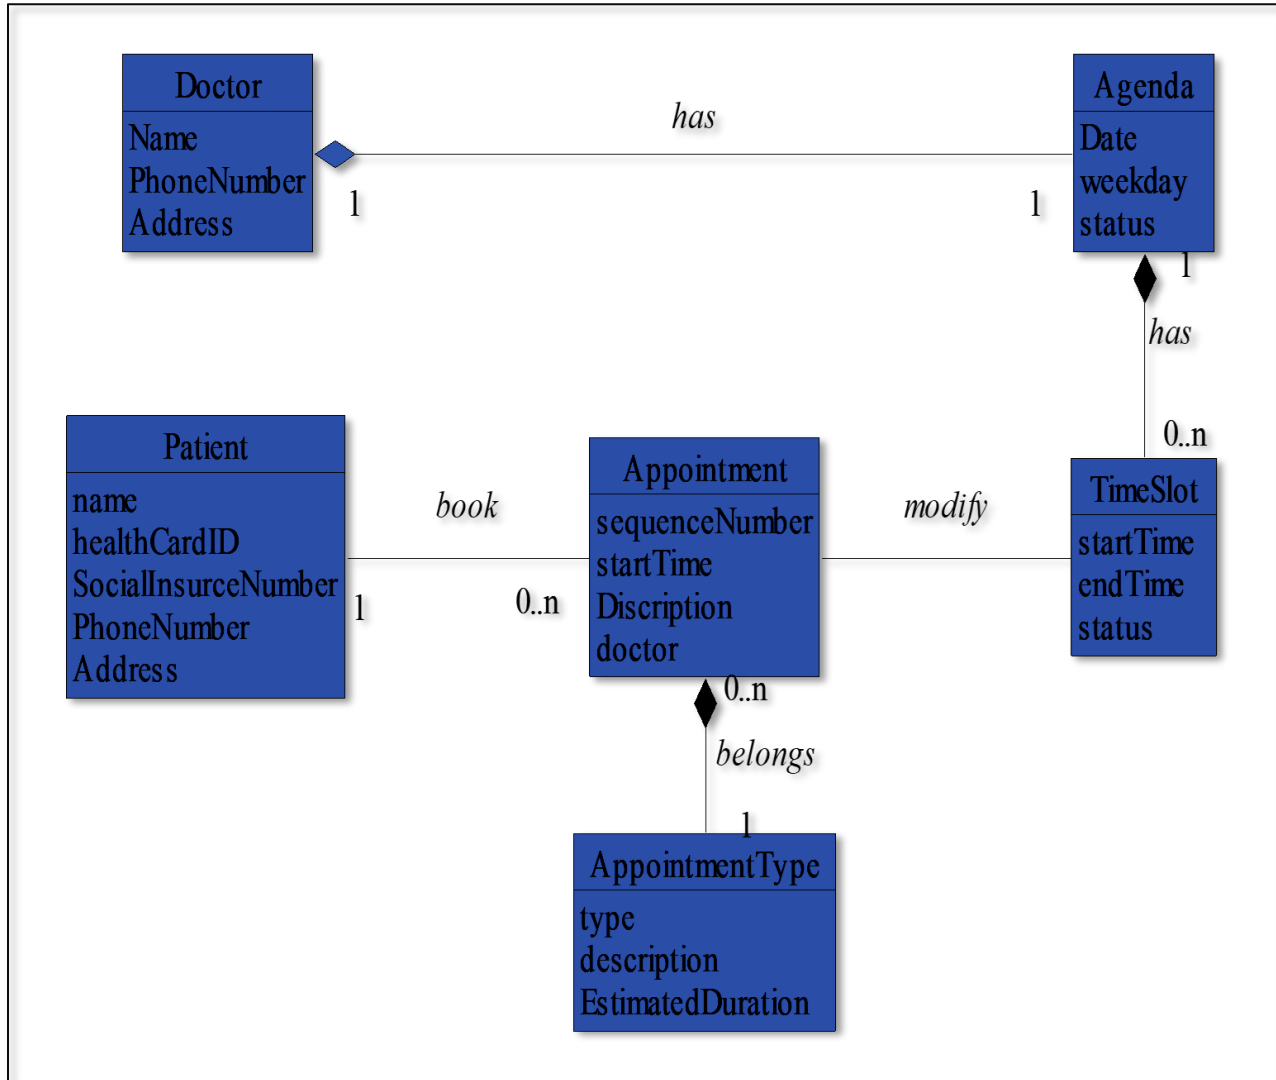 Doctor
Name
PhoneNumber
Address
has
1
1
Agenda
Date
weekday
status
1
has
0..n
Patient
name
healthCardID
SocialInsurceNumber
PhoneNumber
Address
book
1
0..n
Appointment
sequenceNumber
startTime
Discription
doctor
modify
TimeSlot
startTime
endTime
status
0..n
belongs
1
AppointmentType
type
description
EstimatedDuration